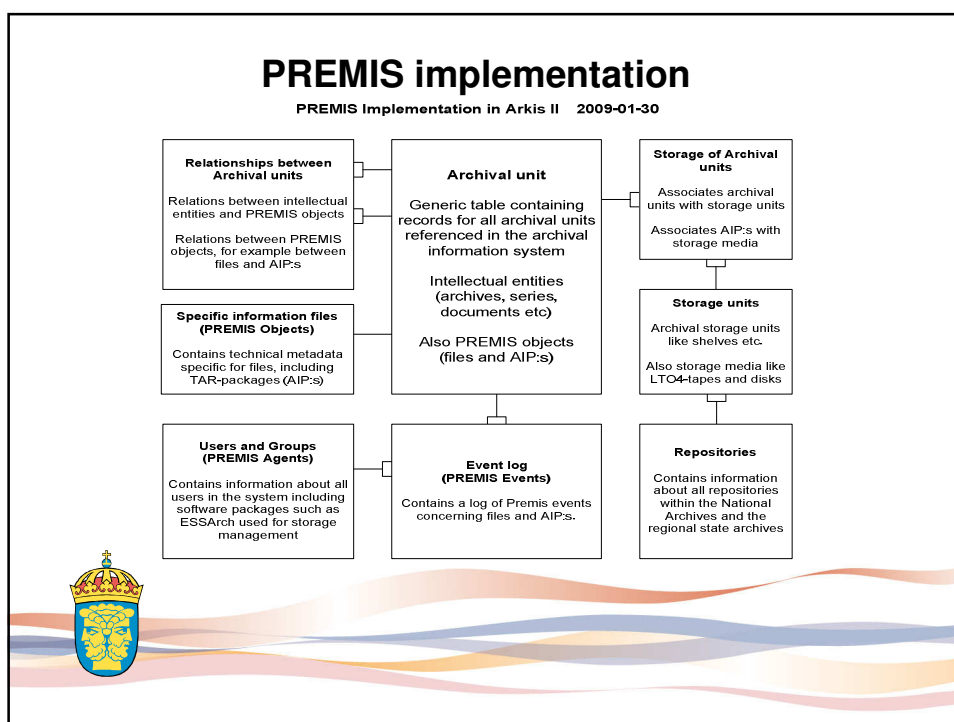 PREMIS implementation
PREMIS Implementation in Arkis II 2009-01-30
Relationships between
Archival units
Relations between intellectual
entities and PREMIS objects
Relations between PREMIS
objects, for example between
files and AIP:s
Archival unit
Generic table containing
records for all archival units
referenced in the archival
information system
Intellectual entities
(archives, series,
documents etc)
Also PREMIS objects
(files and AIP:s)
Storage of Archival
units
Associates archival
units with storage units
Associates AIP:s with
storage media
Specific information files
(PREMIS Objects)
Contains technical metadata
specific for files, including
TAR-packages (AIP:s)
Storage units
Archival storage units
like shelves etc.
Also storage media like
LTO4-tapes and disks
Users and Groups
(PREMIS Agents)
Contains information about all
users in the system including
software packages such as
ESSArch used for storage
management
Event log
(PREMIS Events)
Contains a log of Premis events
concerning files and AIP:s.
Repositories
Contains information
about all repositories
within the National
Archives and the
regional state archives